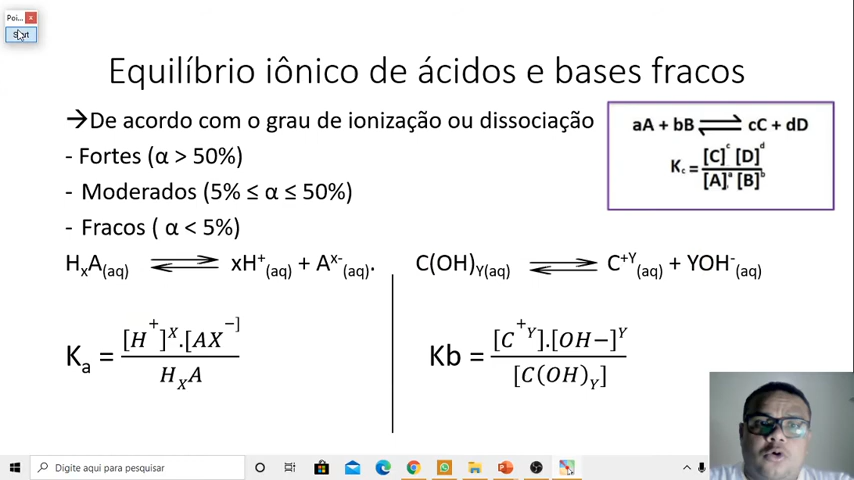 Poi... x
Start
Equilíbrio iônico de ácidos e bases fracos
→De acordo com o grau de ionização ou dissociação
- Fortes (α > 50%)
- Moderados (5% ≤ α ≤ 50%)
- Fracos ( α < 5%)
aA + bB ⇌ cC + dD
K꜀ = [C]ᶜ [D]ᵈ / [A]ᵃ [B]ᵇ
HₓA(aq) ⇌ xH⁺(aq) + Aˣ⁻(aq).
C(OH)Y(aq) ⇌ C⁺Y(aq) + YOH⁻(aq)
Kₐ = [H⁺]ˣ.[AX⁻] / HₓA
Kb = [C⁺Y].[OH−]Y / [C(OH)Y]
Digite aqui para pesquisar